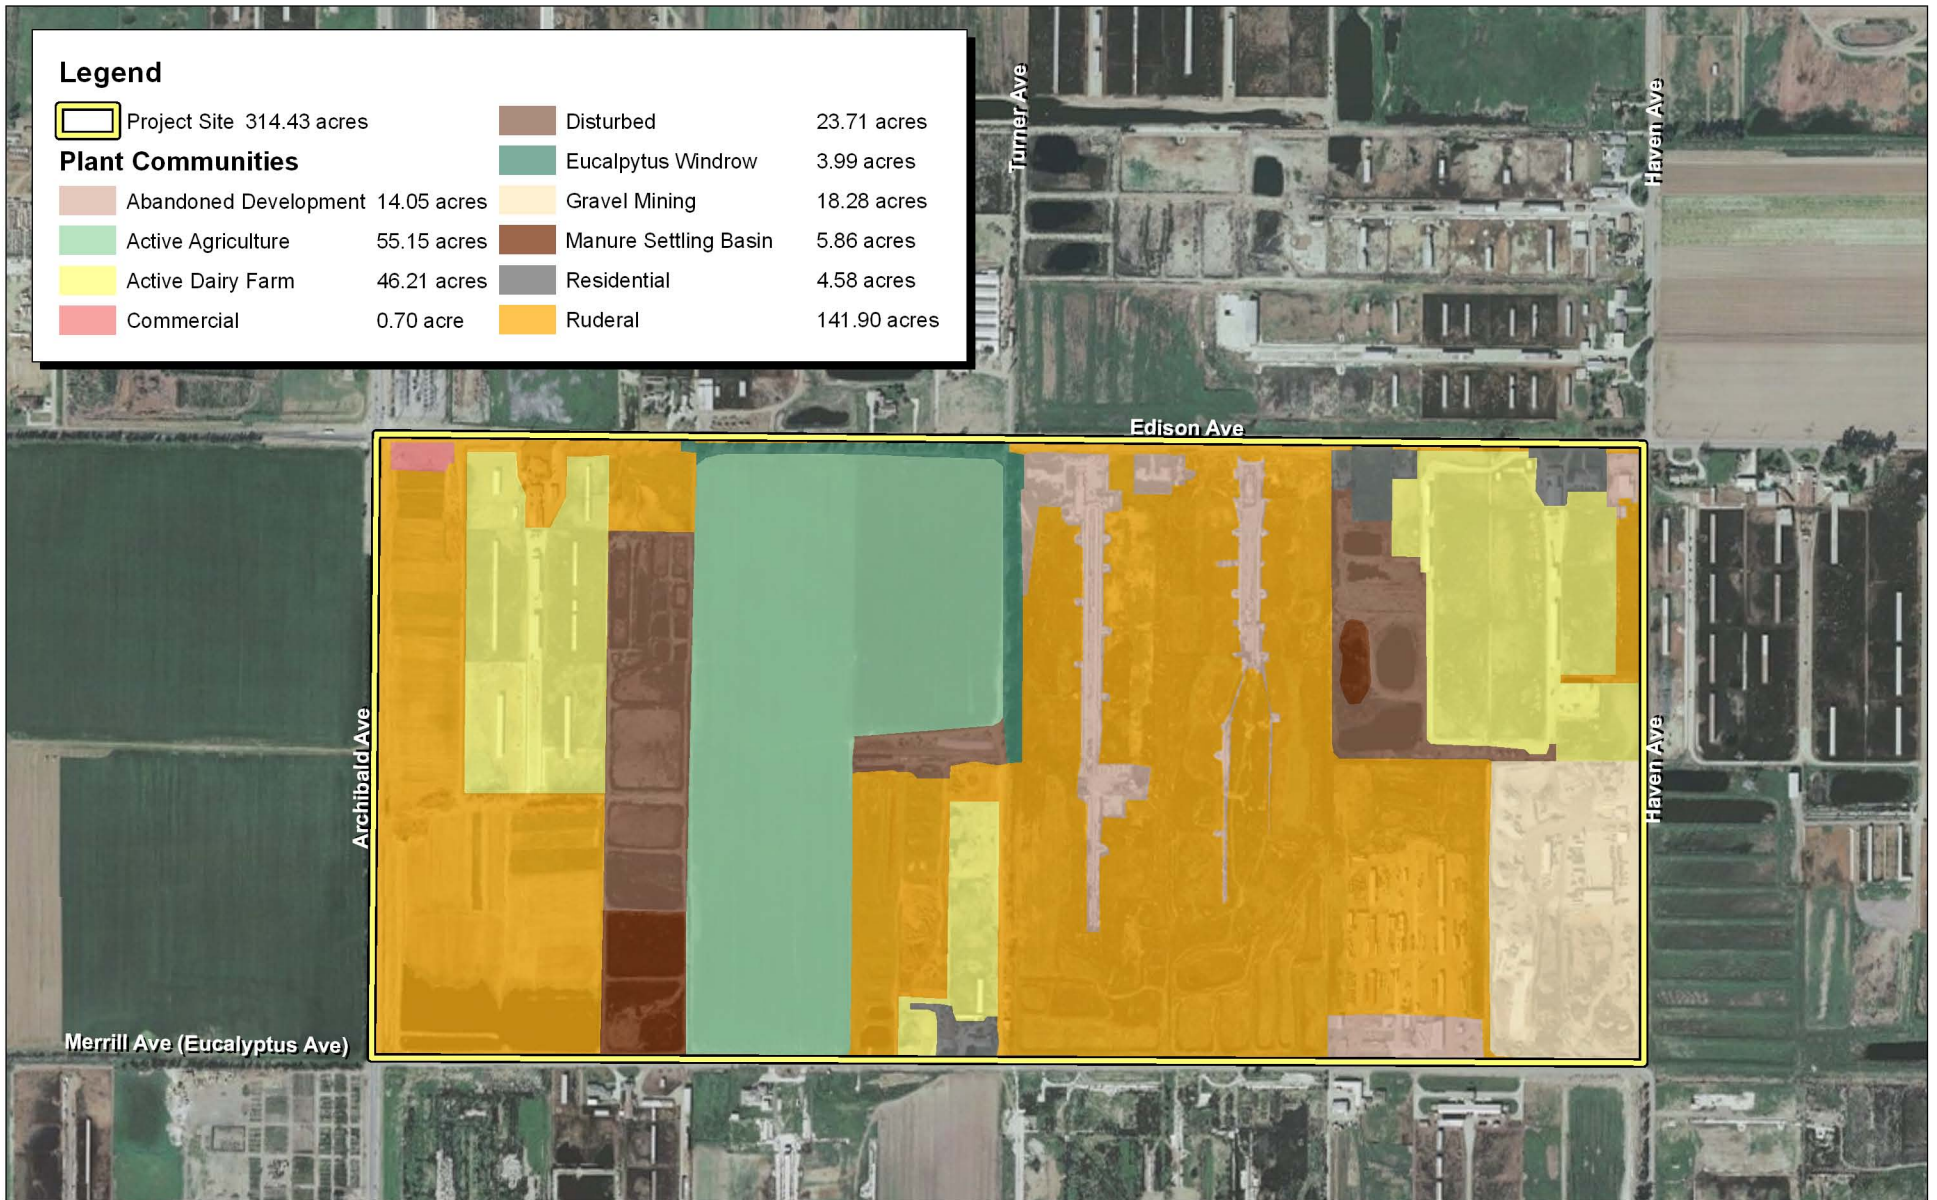 Legend
Project Site 314.43 acres
Plant Communities
Abandoned Development 14.05 acres
Active Agriculture 55.15 acres
Active Dairy Farm 46.21 acres
Commercial 0.70 acre
Disturbed 23.71 acres
Eucalpytus Windrow 3.99 acres
Gravel Mining 18.28 acres
Manure Settling Basin 5.86 acres
Residential 4.58 acres
Ruderal 141.90 acres
Turner Ave
Haven Ave
Edison Ave
Archibald Ave
Haven Ave
Merrill Ave (Eucalyptus Ave)